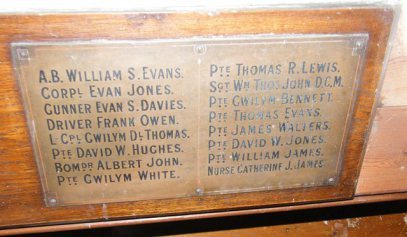 A.B. WILLIAM S. EVANS.
CORPL EVAN JONES.
GUNNER EVAN S. DAVIES.
DRIVER FRANK OWEN.
L CPL GWILYM DD THOMAS.
PTE DAVID W. HUGHES.
BOMDR ALBERT JOHN.
PTE GWILYM WHITE.
PTE THOMAS R. LEWIS.
SGT WM THOS JOHN D.C.M.
PTE GWILYM BENNETT.
PTE THOMAS EVANS.
PTE JAMES WALTERS.
PTE DAVID W. JONES.
PTE WILLIAM JAMES.
NURSE CATHERINE J. JAMES.